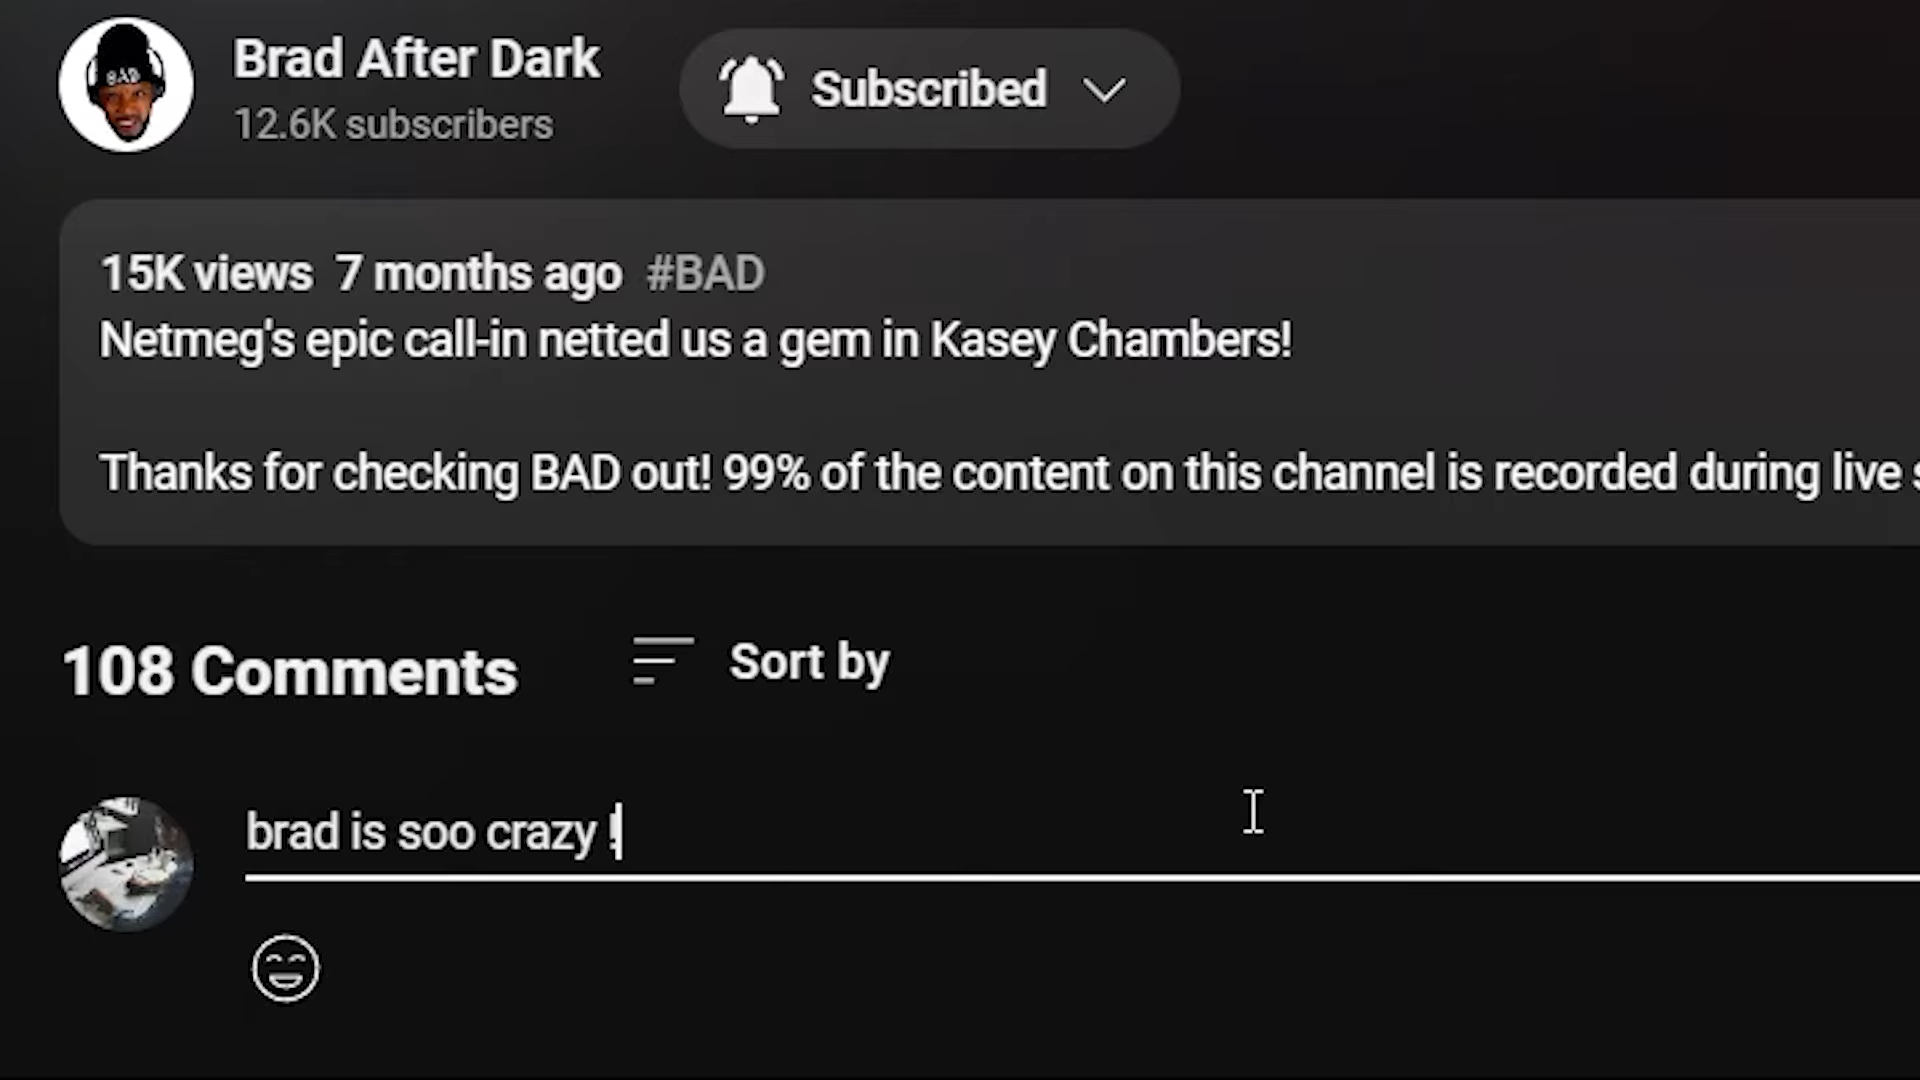 BAD
Brad After Dark
12.6K subscribers
Subscribed
15K views 7 months ago #BAD
Netmeg's epic call-in netted us a gem in Kasey Chambers!
Thanks for checking BAD out! 99% of the content on this channel is recorded during live
108 Comments
Sort by
brad is soo crazy !